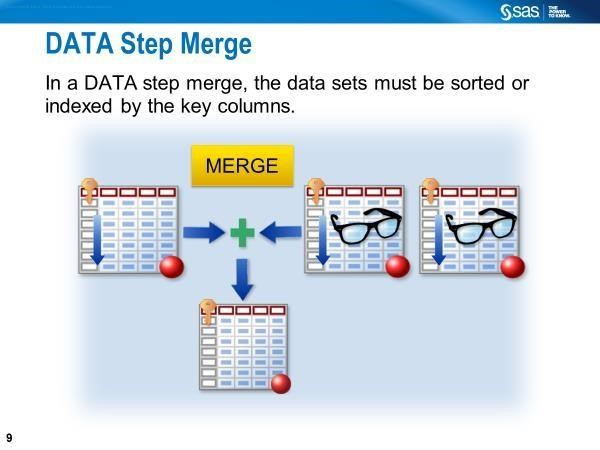 sas
THE
POWER
TO KNOW.
DATA Step Merge
In a DATA step merge, the data sets must be sorted or
indexed by the key columns.
MERGE
9